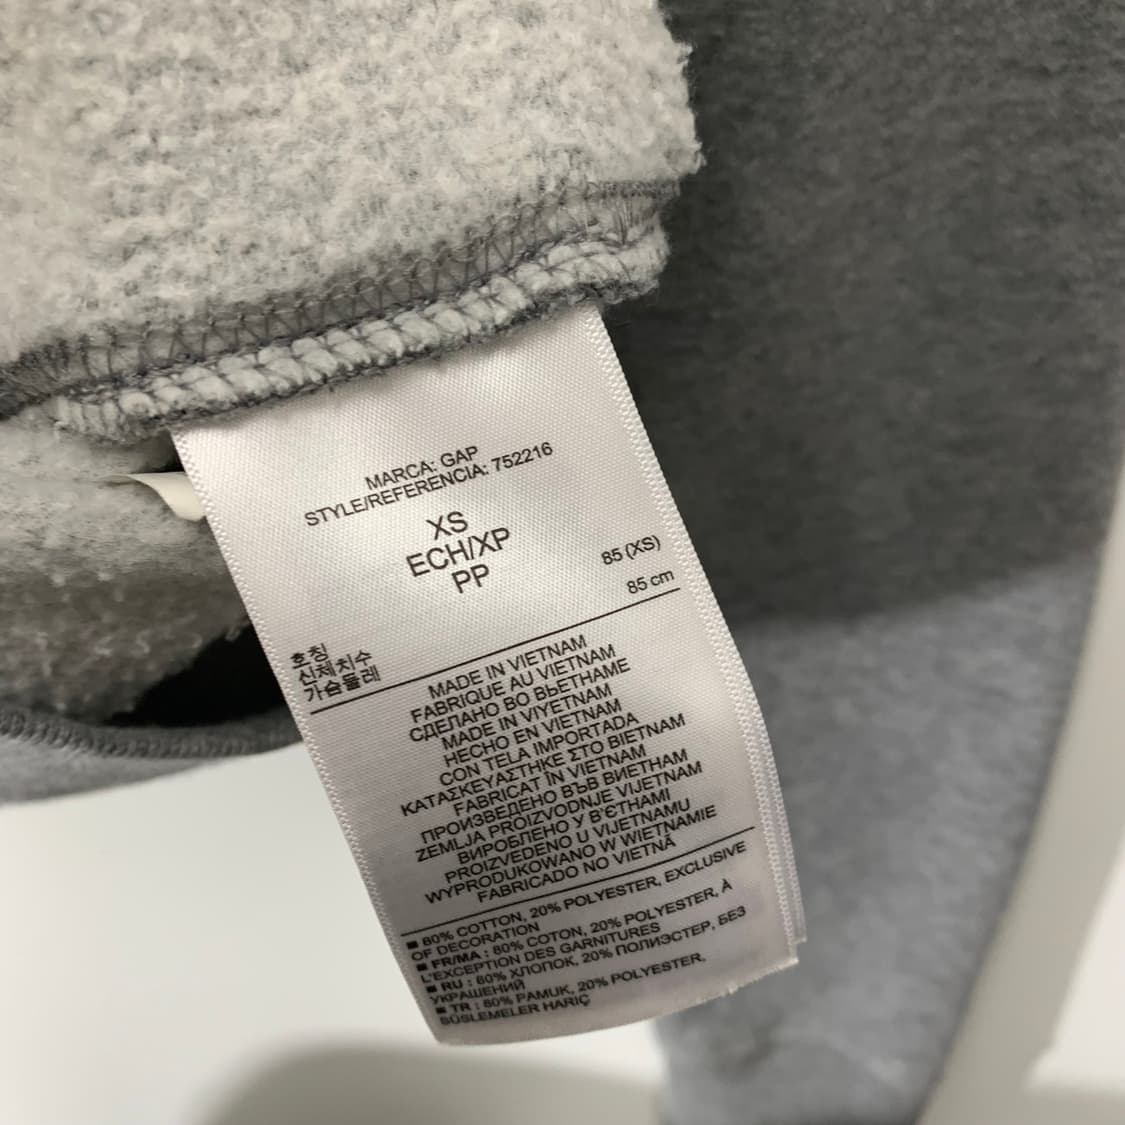 MARCA: GAP
STYLE/REFERENCIA: 752216
XS
ECH/XP
PP
호칭 85 (XS)
신체치수
가슴둘레 85 cm
MADE IN VIETNAM
FABRIQUE AU VIETNAM
СДЕЛАНО ВО ВЬЕТНАМЕ
MADE IN VIYETNAM
HECHO EN VIETNAM
CON TELA IMPORTADA
ΚΑΤΑΣΚΕΥΑΣΤΗΚΕ ΣΤΟ ΒΙΕΤΝΑΜ
FABRICAT ÎN VIETNAM
ПРОИЗВЕДЕНО ВЪВ ВИЕТНАМ
ZEMLJA PROIZVODNJE VIJETNAM
ВИРОБЛЕНО У В'ЄТНАМІ
PROIZVEDENO U VIJETNAMU
WYPRODUKOWANO W WIETNAMIE
FABRICADO NO VIETNÃ
■ 80% COTTON, 20% POLYESTER, EXCLUSIVE
OF DECORATION
■ FR/MA : 80% COTON, 20% POLYESTER, À
L'EXCEPTION DES GARNITURES
■ RU : 80% ХЛОПОК, 20% ПОЛИЭСТЕР, БЕЗ
УКРАШЕНИЙ
■ TR : 80% PAMUK, 20% POLYESTER,
SÜSLEMELER HARIÇ